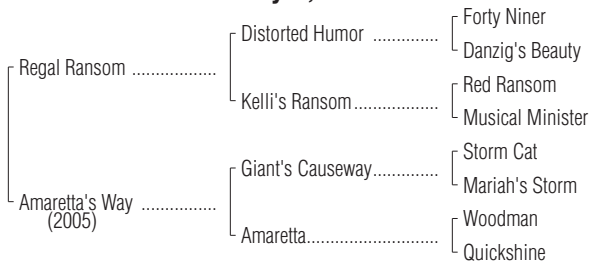 Forty Niner
Distorted Humor ...............
Danzig's Beauty
Regal Ransom ..................
Red Ransom
Kelli's Ransom...................
Musical Minister
Storm Cat
Giant's Causeway...............
Mariah's Storm
Amaretta's Way ................
(2005)
Woodman
Amaretta..............................
Quickshine